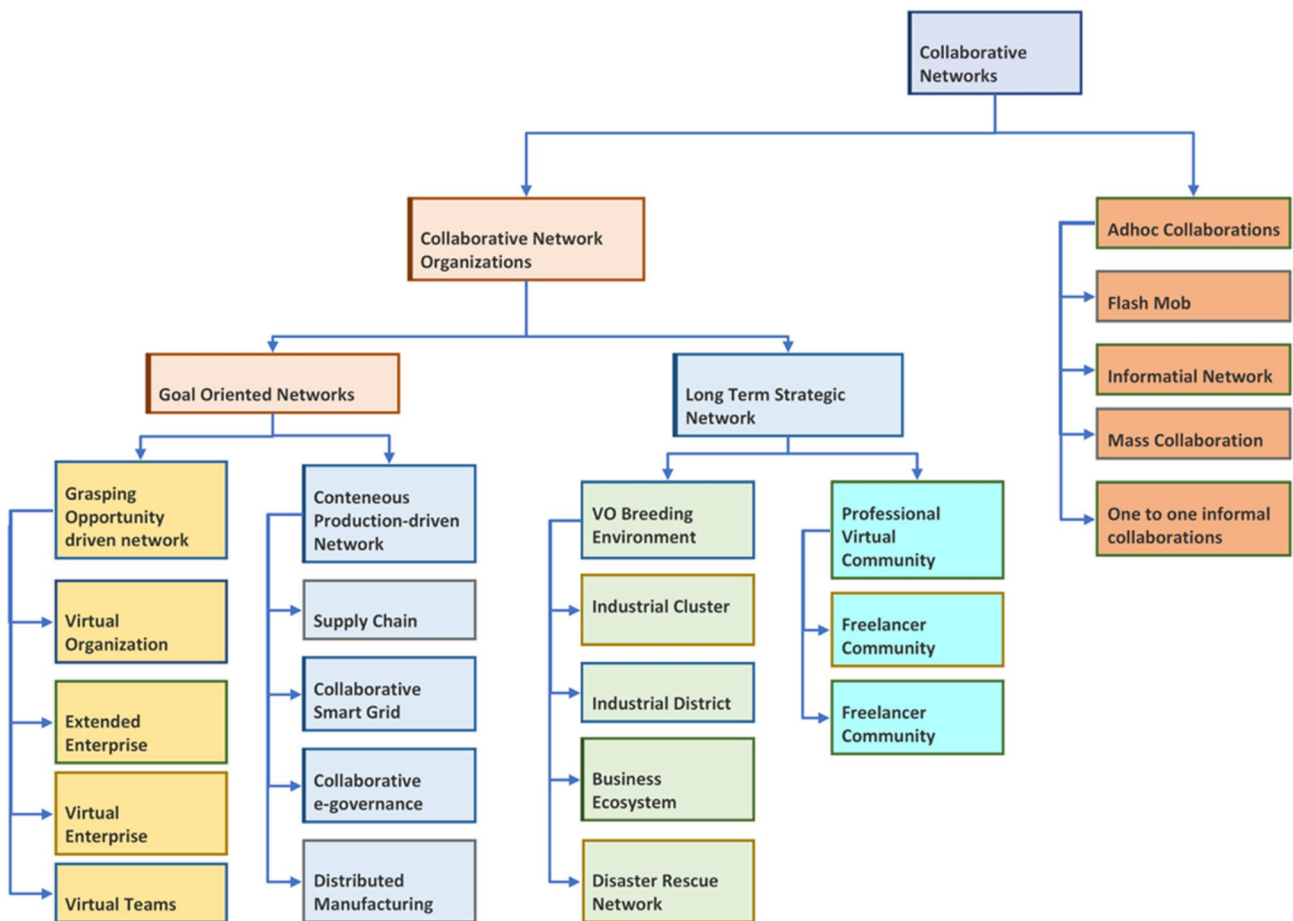 Collaborative
Networks
Collaborative Network
Organizations
Adhoc Collaborations
Flash Mob
Informatial Network
Mass Collaboration
One to one informal
collaborations
Goal Oriented Networks
Long Term Strategic
Network
Grasping
Opportunity
driven network
Virtual
Organization
Extended
Enterprise
Virtual
Enterprise
Virtual Teams
Conteneous
Production-driven
Network
Supply Chain
Collaborative
Smart Grid
Collaborative
e-governance
Distributed
Manufacturing
VO Breeding
Environment
Industrial Cluster
Industrial District
Business
Ecosystem
Disaster Rescue
Network
Professional
Virtual
Community
Freelancer
Community
Freelancer
Community